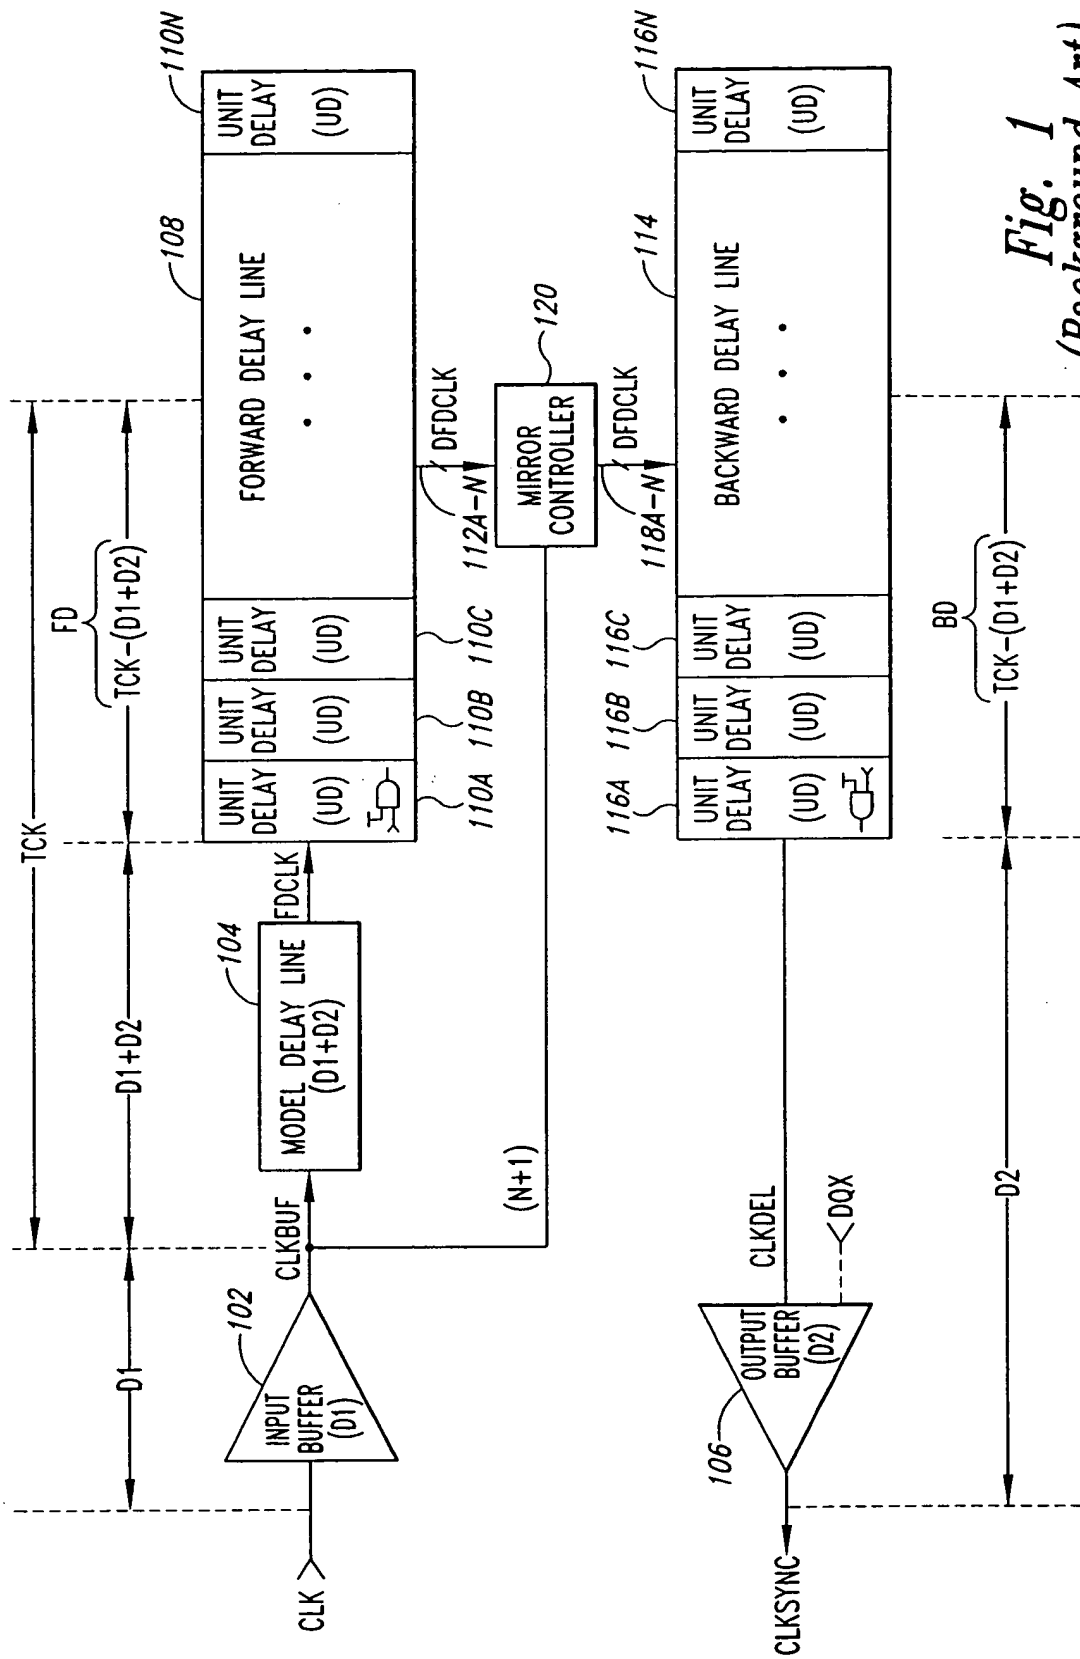 TCK
FD
D1
D1+D2
TCK-(D1+D2)
108
110N
102
104
CLK
INPUT
BUFFER
(D1)
CLKBUF
MODEL DELAY LINE
(D1+D2)
FDCLK
UNIT
DELAY
(UD)
UNIT
DELAY
(UD)
UNIT
DELAY
(UD)
FORWARD DELAY LINE
• • •
UNIT
DELAY
(UD)
110A
110B
110C
112A-N
DFDCLK
(N+1)
MIRROR
CONTROLLER
120
118A-N
DFDCLK
116A
116B
116C
114
116N
106
CLKSYNC
OUTPUT
BUFFER
(D2)
CLKDEL
DQX
UNIT
DELAY
(UD)
UNIT
DELAY
(UD)
UNIT
DELAY
(UD)
BACKWARD DELAY LINE
• • •
UNIT
DELAY
(UD)
BD
D2
TCK-(D1+D2)
Fig. 1
(Background Art)